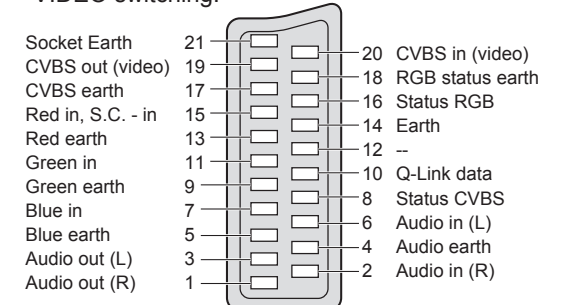 VIDEO switching.
Socket Earth 21
CVBS out (video) 19
CVBS earth 17
Red in, S.C. - in 15
Red earth 13
Green in 11
Green earth 9
Blue in 7
Blue earth 5
Audio out (L) 3
Audio out (R) 1
20 CVBS in (video)
18 RGB status earth
16 Status RGB
14 Earth
12 --
10 Q-Link data
8 Status CVBS
6 Audio in (L)
4 Audio earth
2 Audio in (R)